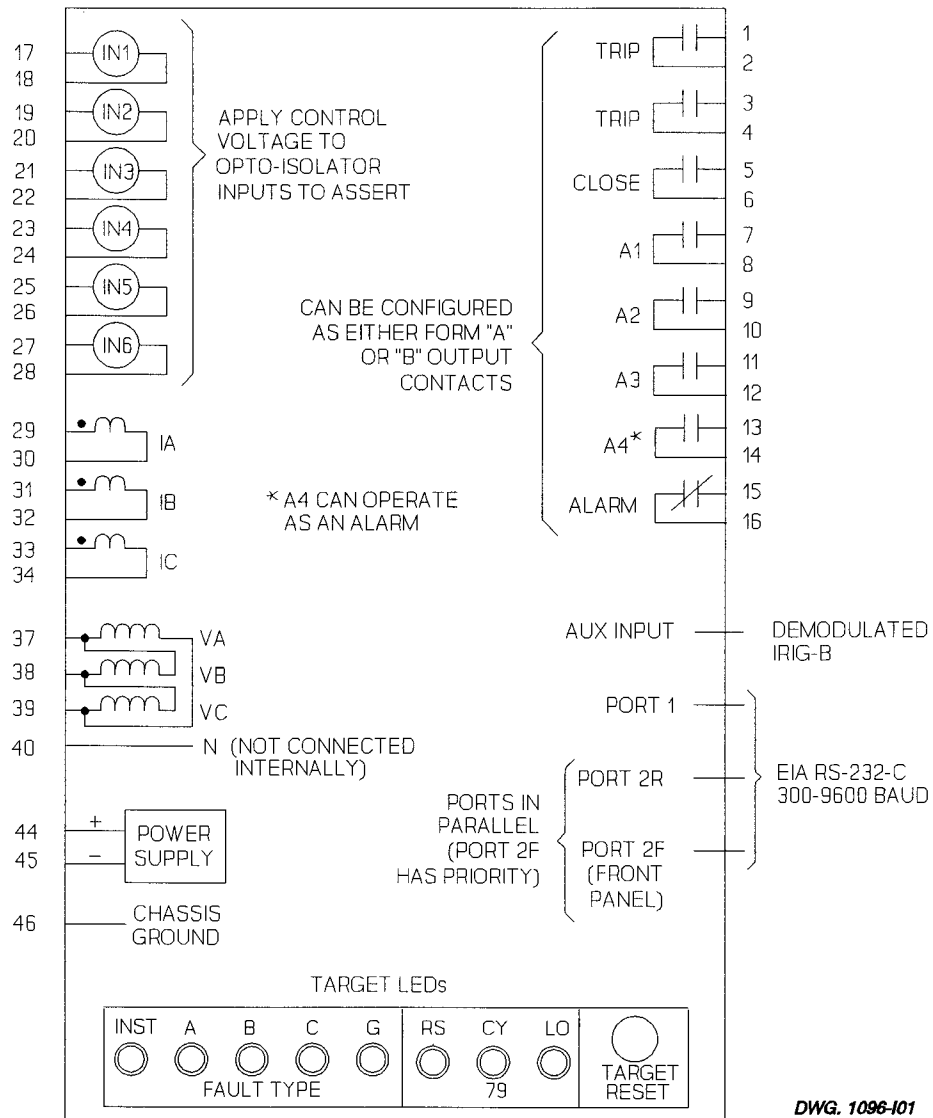 17
18
IN1
19
20
IN2
21
22
IN3
23
24
IN4
25
26
IN5
27
28
IN6
APPLY CONTROL
VOLTAGE TO
OPTO-ISOLATOR
INPUTS TO ASSERT
29
30
IA
31
32
IB
33
34
IC
* A4 CAN OPERATE
AS AN ALARM
37
VA
38
VB
39
VC
40
N (NOT CONNECTED
INTERNALLY)
44
+
45
–
POWER
SUPPLY
46
CHASSIS
GROUND
CAN BE CONFIGURED
AS EITHER FORM "A"
OR "B" OUTPUT
CONTACTS
TRIP
1
2
TRIP
3
4
CLOSE
5
6
A1
7
8
A2
9
10
A3
11
12
A4*
13
14
ALARM
15
16
AUX INPUT
DEMODULATED
IRIG-B
PORT 1
PORT 2R
PORT 2F
(FRONT
PANEL)
PORTS IN
PARALLEL
(PORT 2F
HAS PRIORITY)
EIA RS-232-C
300-9600 BAUD
TARGET LEDs
INST A B C G RS CY LO
FAULT TYPE
79
TARGET
RESET
DWG. 1096-I01